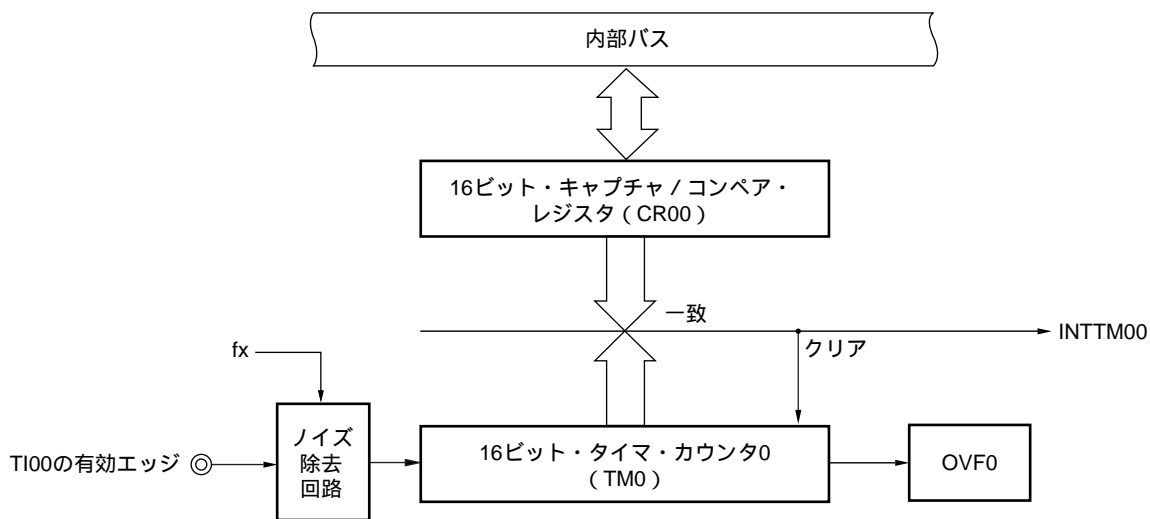 内部バス
16ビット・キャプチャ / コンペア・
レジスタ（CR00）
一致
INTTM00
クリア
fx
ノイズ
除去
回路
TI00の有効エッジ
16ビット・タイマ・カウンタ0
（TM0）
OVF0